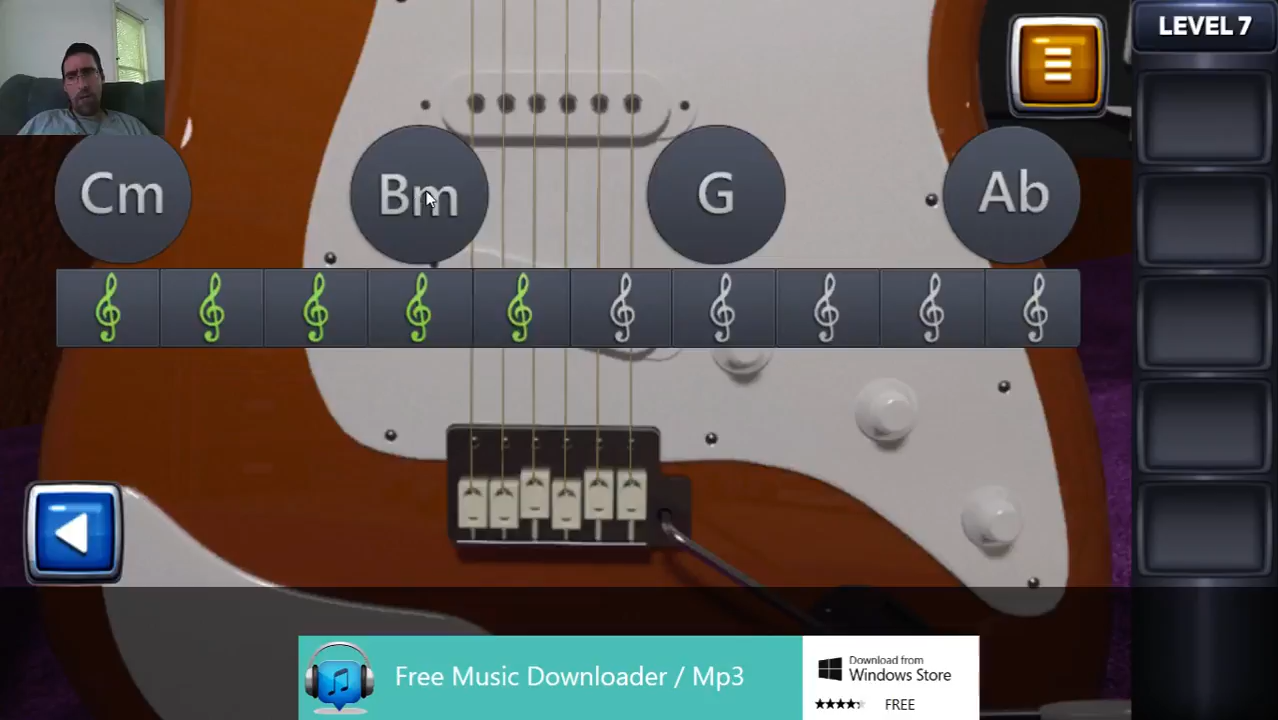 LEVEL 7
Cm
Bm
G
Ab
Free Music Downloader / Mp3
Download from
Windows Store
FREE